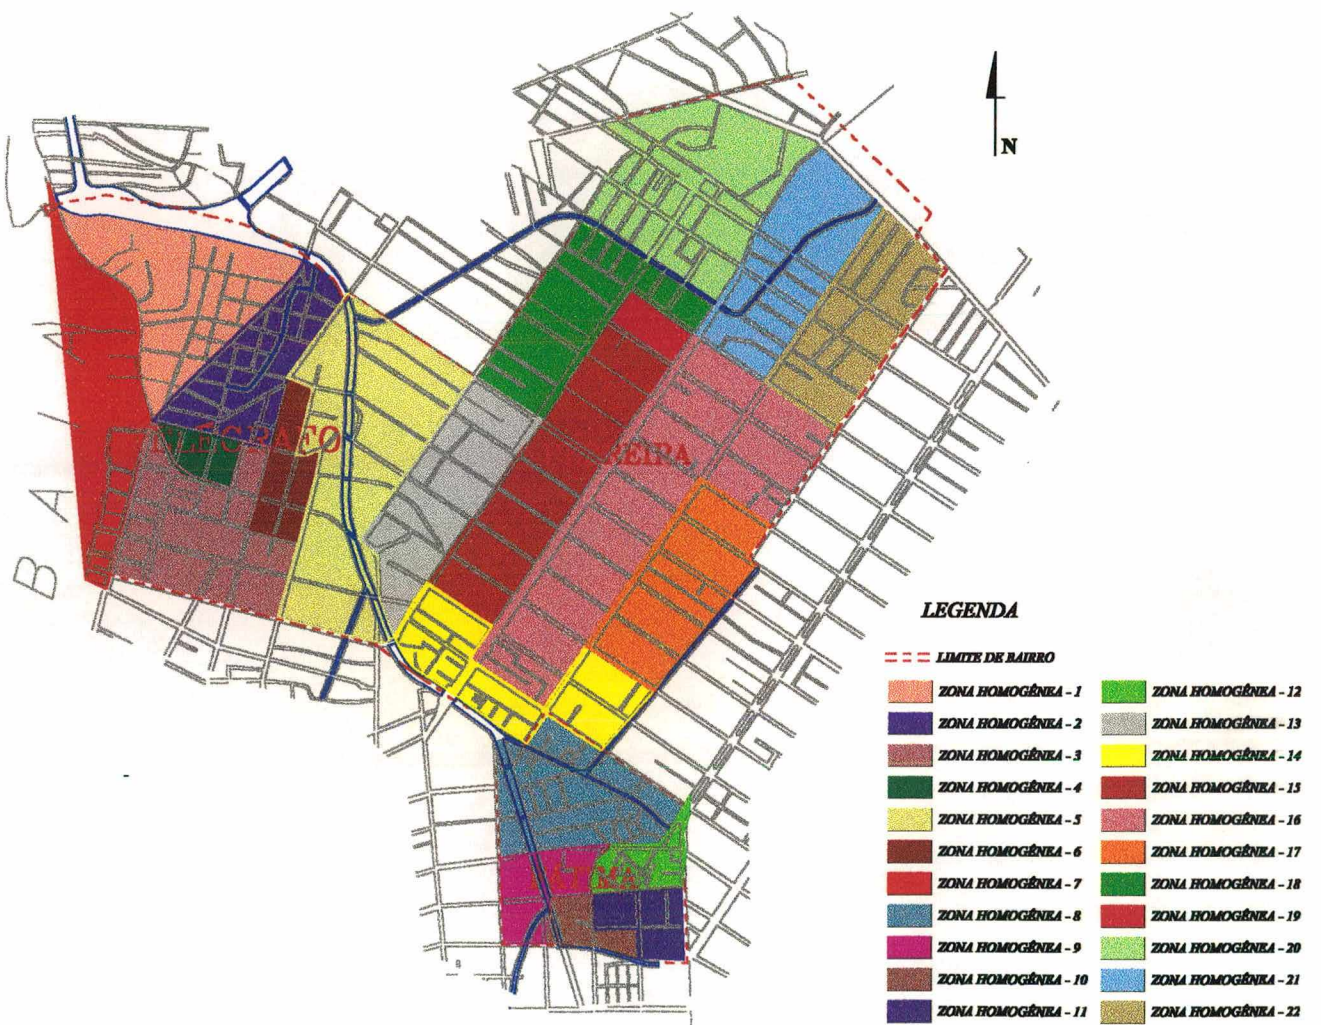 N
TELEGRAFO
REIRA
FATIMA
LEGENDA
LIMITE DE BAIRRO
ZONA HOMOGÊNEA - 1
ZONA HOMOGÊNEA - 2
ZONA HOMOGÊNEA - 3
ZONA HOMOGÊNEA - 4
ZONA HOMOGÊNEA - 5
ZONA HOMOGÊNEA - 6
ZONA HOMOGÊNEA - 7
ZONA HOMOGÊNEA - 8
ZONA HOMOGÊNEA - 9
ZONA HOMOGÊNEA - 10
ZONA HOMOGÊNEA - 11
ZONA HOMOGÊNEA - 12
ZONA HOMOGÊNEA - 13
ZONA HOMOGÊNEA - 14
ZONA HOMOGÊNEA - 15
ZONA HOMOGÊNEA - 16
ZONA HOMOGÊNEA - 17
ZONA HOMOGÊNEA - 18
ZONA HOMOGÊNEA - 19
ZONA HOMOGÊNEA - 20
ZONA HOMOGÊNEA - 21
ZONA HOMOGÊNEA - 22